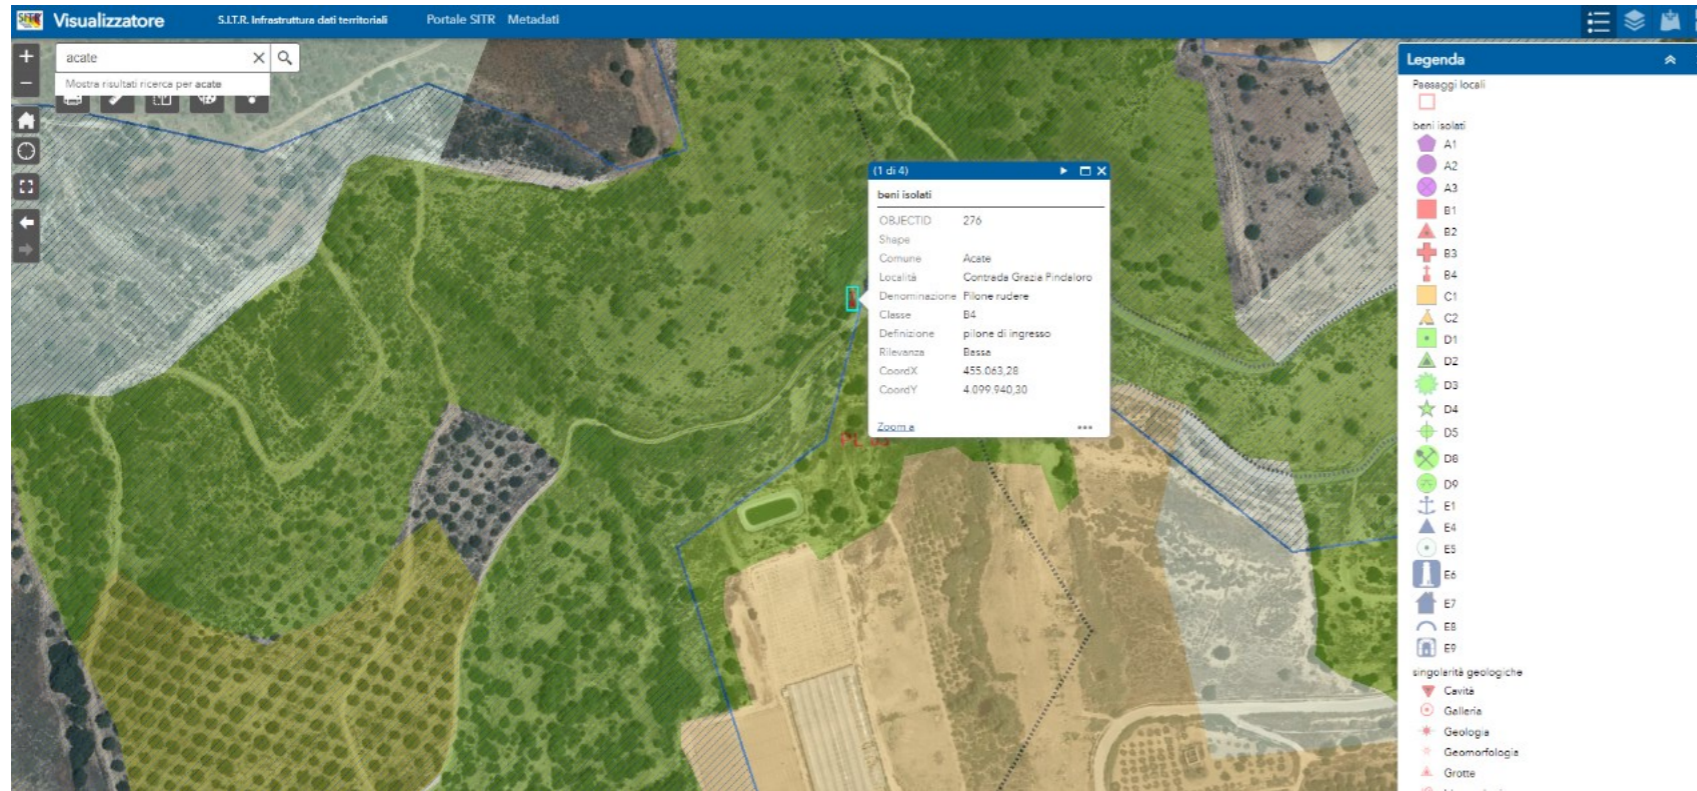 SITR Visualizzatore S.I.T.R. Infrastruttura dati territoriali Portale SITR Metadati
acate
Mostra risultati ricerca per acate
(1 di 4)
beni isolati
OBJECTID 276
Shape
Comune Acate
Località Contrada Grazia Pindaloro
Denominazione Pilone rudere
Classe B4
Definizione pilone di ingresso
Rilevanza Bassa
CoordX 455.063,28
CoordY 4.099.940,30
Zoom a
PL
Legenda
Paesaggi locali
beni isolati
A1
A2
A3
B1
B2
B3
B4
C1
C2
D1
D2
D3
D4
D5
D8
D9
E1
E4
E5
E6
E7
E8
E9
singolarità geologiche
Cavità
Galleria
Geologia
Geomorfologia
Grotte